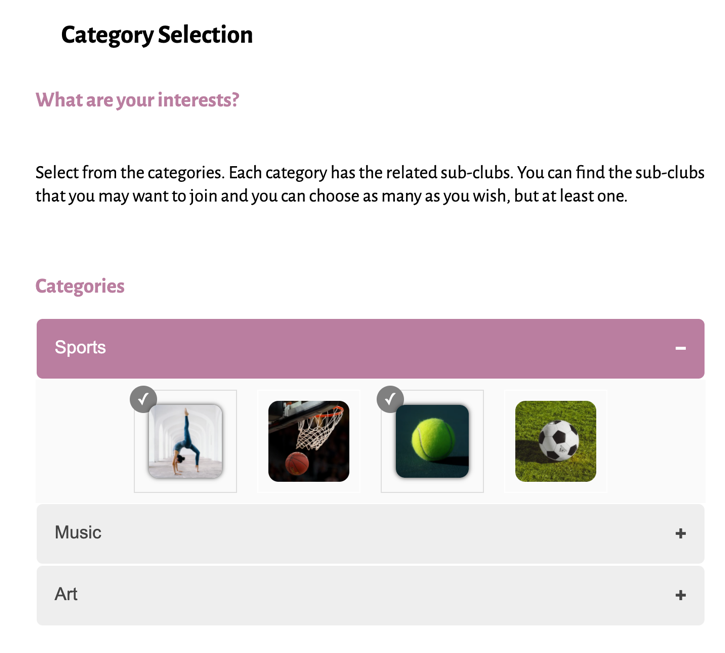 Category Selection
What are your interests?
Select from the categories. Each category has the related sub-clubs. You can find the sub-clubs
that you may want to join and you can choose as many as you wish, but at least one.
Categories
Sports
Music
Art